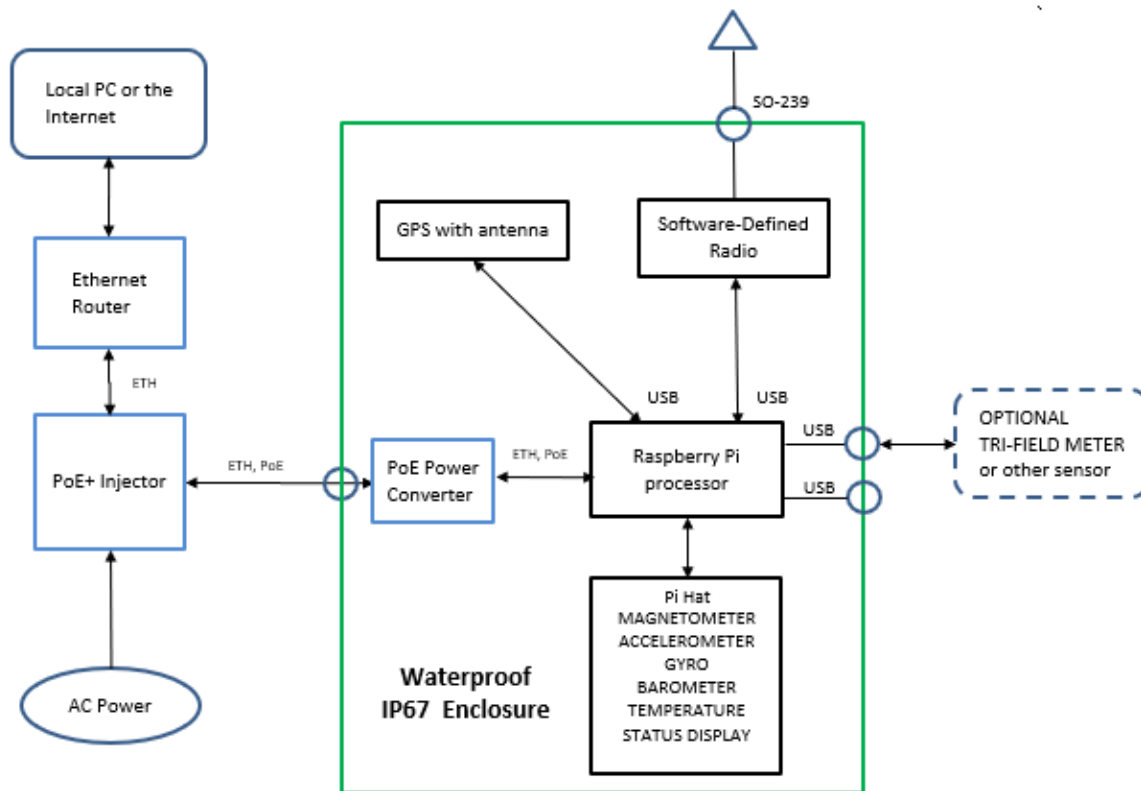 SO-239
Local PC or the
Internet
GPS with antenna
Software-Defined
Radio
Ethernet
Router
ETH
USB
USB
PoE+ Injector
ETH, PoE
PoE Power
Converter
ETH, PoE
Raspberry Pi
processor
USB
USB
OPTIONAL
TRI-FIELD METER
or other sensor
Pi Hat
MAGNETOMETER
ACCELEROMETER
GYRO
BAROMETER
TEMPERATURE
STATUS DISPLAY
Waterproof
IP67 Enclosure
AC Power